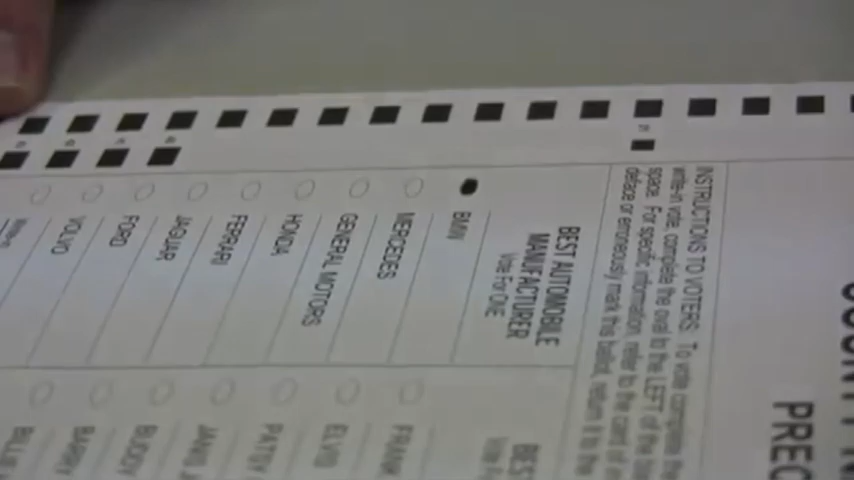 INSTRUCTIONS TO VOTERS: To vote complete the
write-in vote, complete the oval to the LEFT of the
space. For specific information, refer to the card of
deface or erroneously mark this ballot, return it to the
BEST AUTOMOBILE
MANUFACTURER
Vote For ONE
BMW
MERCEDES
GENERAL MOTORS
HONDA
FERRARI
JAGUAR
FORD
VOLVO
BEST
Vote F
FRANK
ELVIS
PATSY
JANIS J
BUDDY
BARRY
BILLIE
PREC